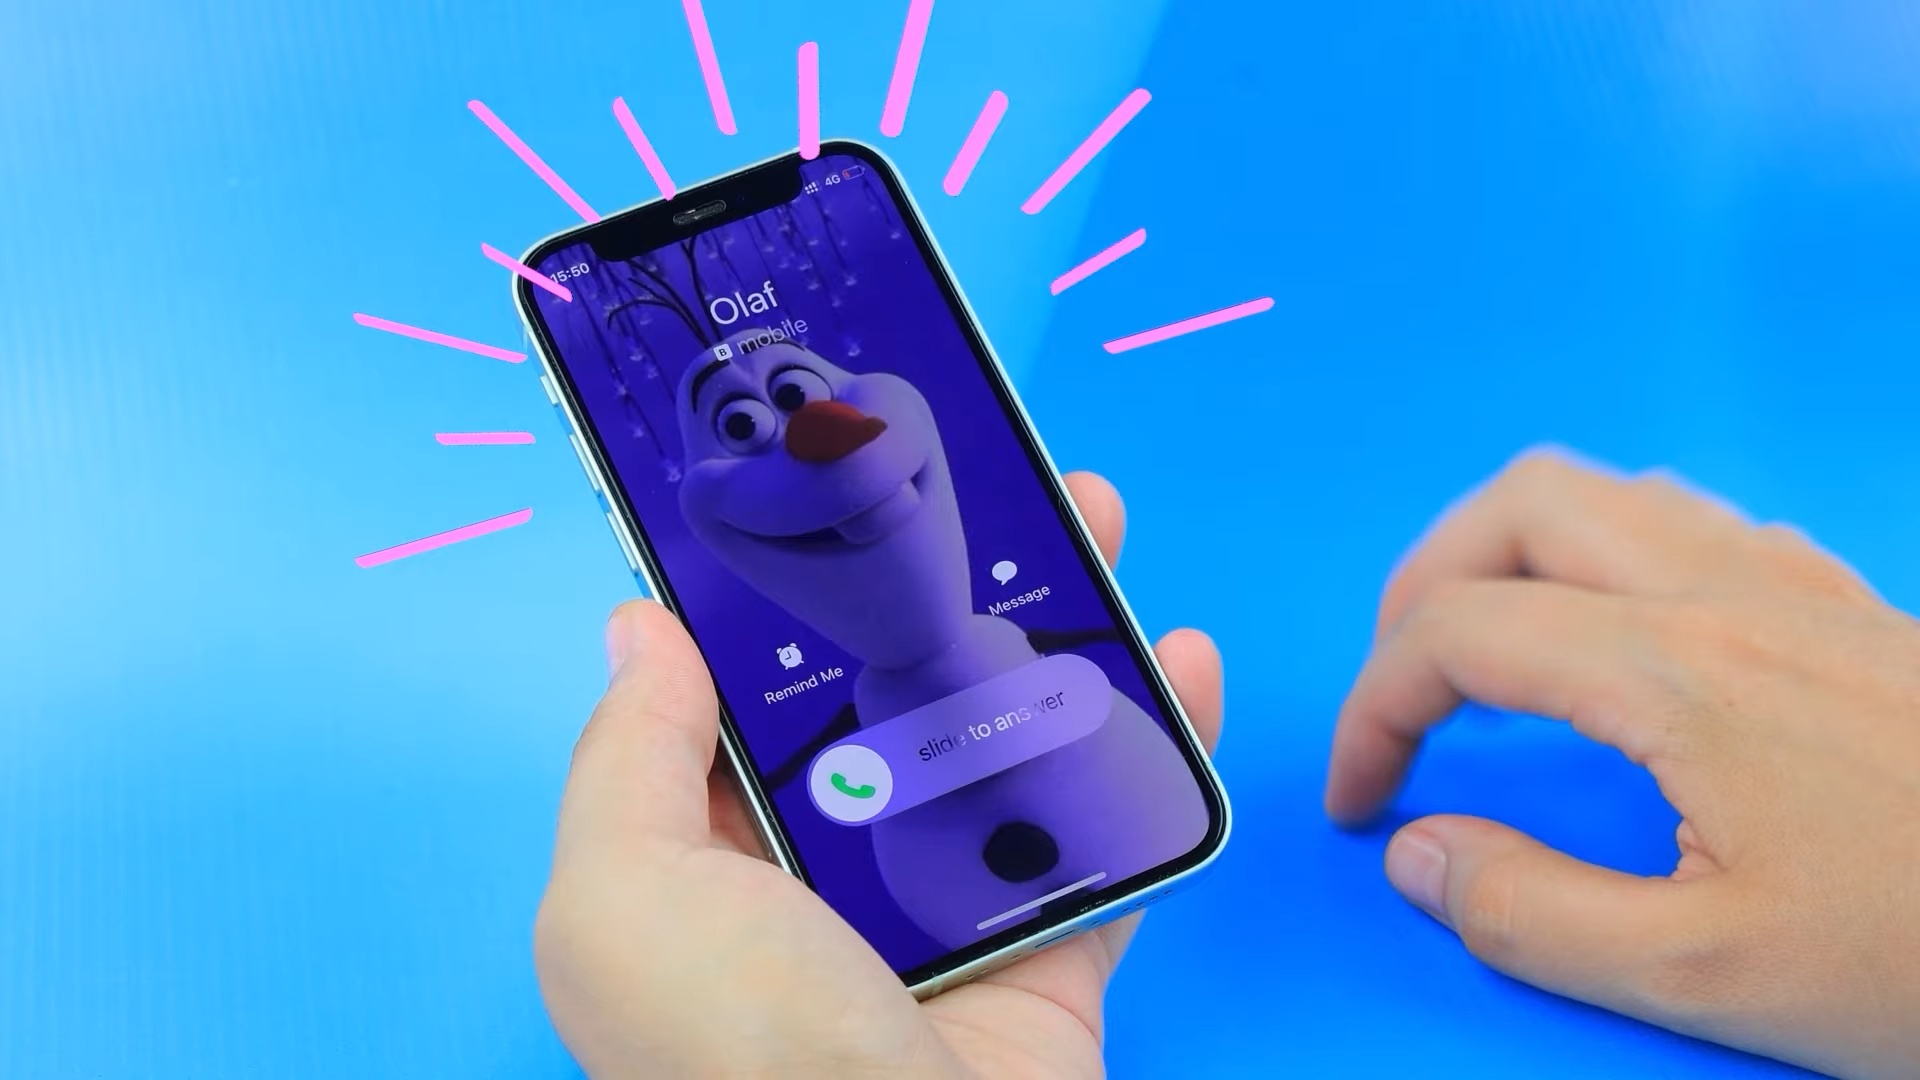 15:50
4G
Olaf
B mobile
Message
Remind Me
slide to answer